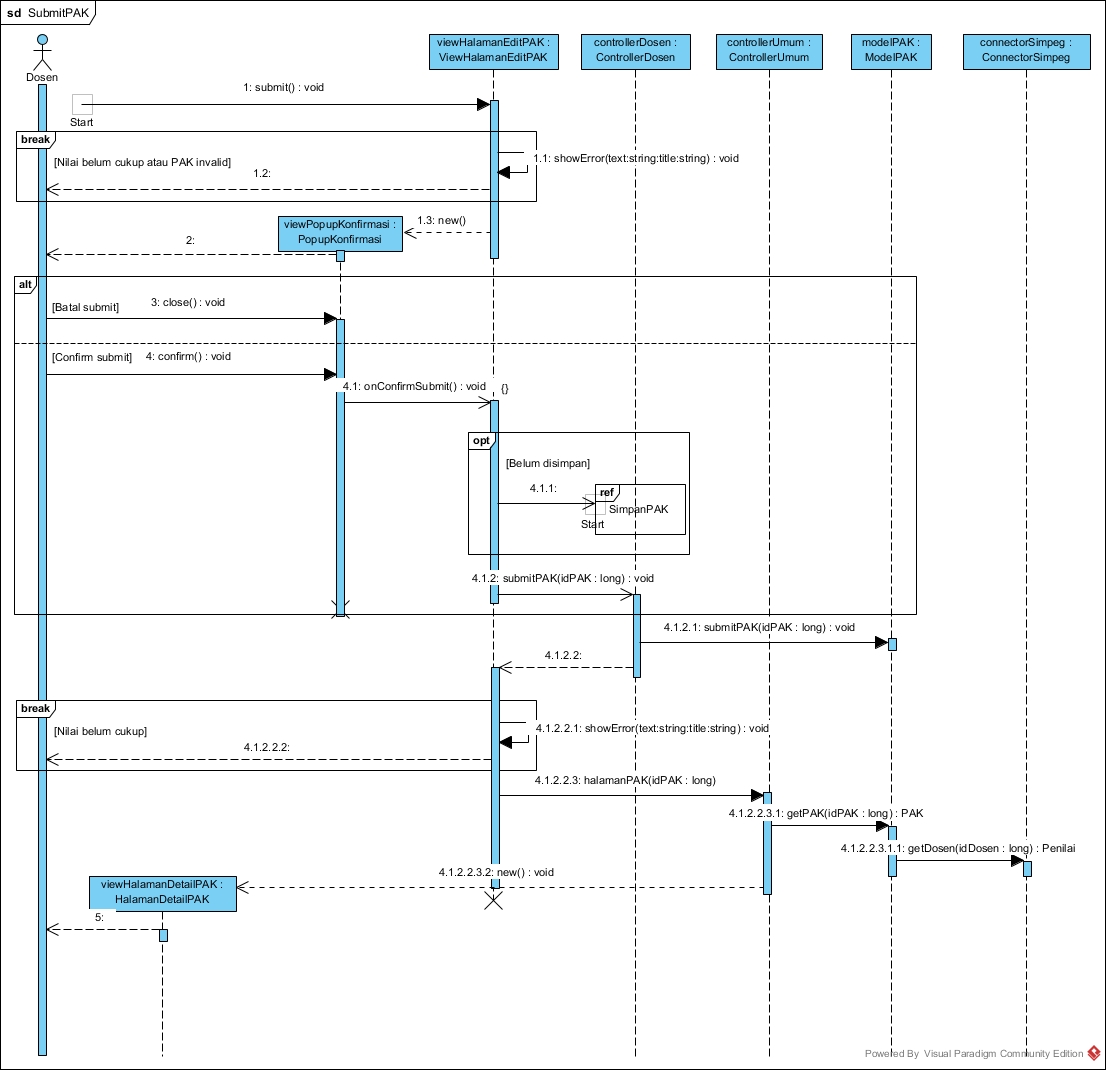 sd SubmitPAK
Dosen
viewHalamanEditPAK :
ViewHalamanEditPAK
controllerDosen :
ControllerDosen
controllerUmum :
ControllerUmum
modelPAK :
ModelPAK
connectorSimpeg :
ConnectorSimpeg
1: submit() : void
Start
break
[Nilai belum cukup atau PAK invalid]
1.1: showError(text:string:title:string) : void
1.2:
viewPopupKonfirmasi :
PopupKonfirmasi
1.3: new()
2:
alt
[Batal submit]
3: close() : void
[Confirm submit]
4: confirm() : void
4.1: onConfirmSubmit() : void
{}
opt
[Belum disimpan]
4.1.1:
ref
SimpanPAK
Start
4.1.2: submitPAK(idPAK : long) : void
4.1.2.1: submitPAK(idPAK : long) : void
4.1.2.2:
break
[Nilai belum cukup]
4.1.2.2.1: showError(text:string:title:string) : void
4.1.2.2.2:
4.1.2.2.3: halamanPAK(idPAK : long)
4.1.2.2.3.1: getPAK(idPAK : long) : PAK
4.1.2.2.3.1.1: getDosen(idDosen : long) : Penilai
4.1.2.2.3.2: new() : void
viewHalamanDetailPAK :
HalamanDetailPAK
5:
Powered By Visual Paradigm Community Edition